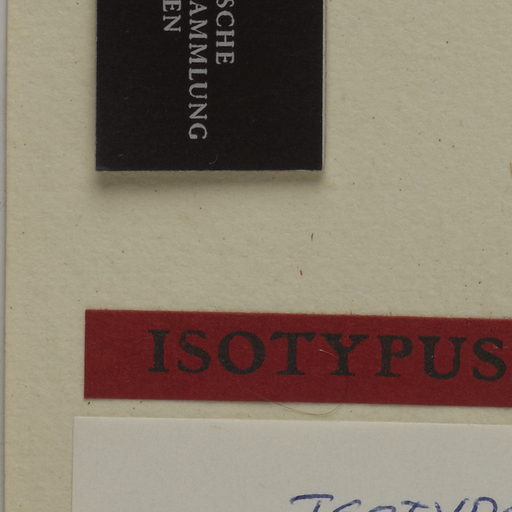 SCHE
AMMLUNG
EN
ISOTYPUS